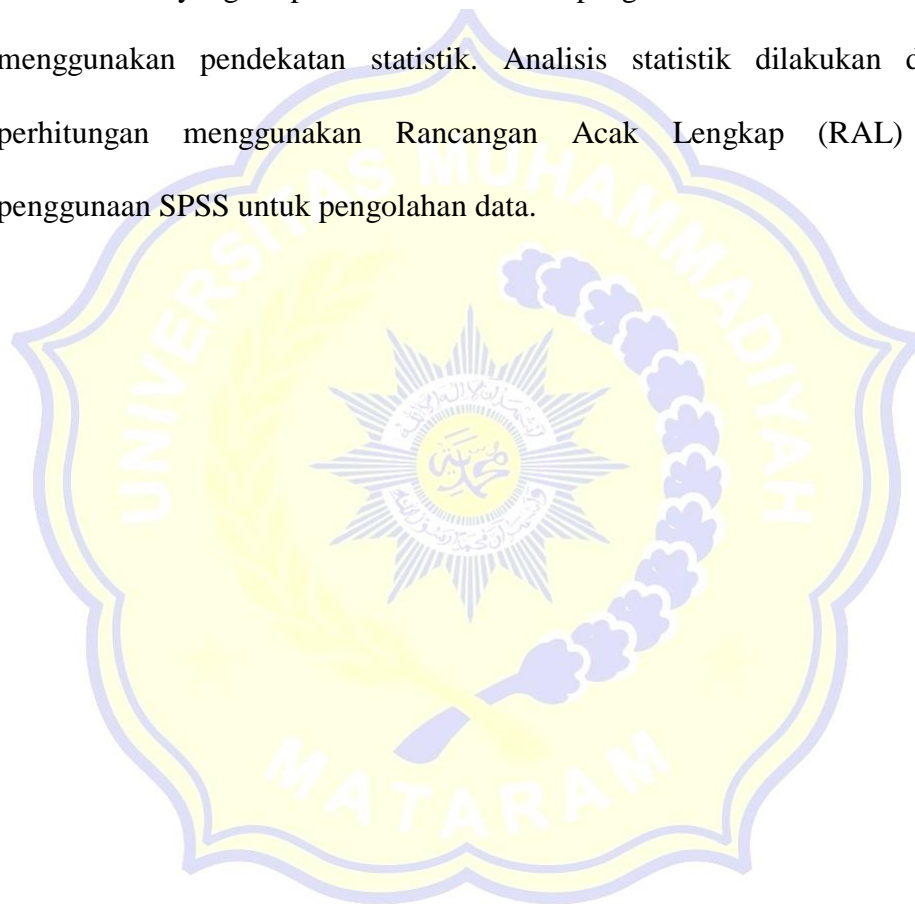 menggunakan pendekatan statistik. Analisis statistik dilakukan d
perhitungan menggunakan Rancangan Acak Lengkap (RAL)
penggunaan SPSS untuk pengolahan data.
UNIVERSITAS MUHAMMADIYAH
MATARAM